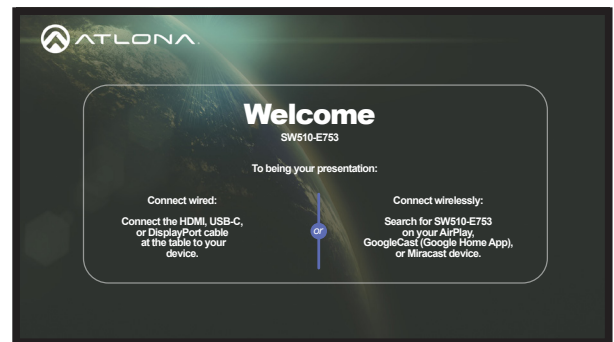 ATLONA.
Welcome
SW510-E753
To being your presentation:
Connect wired:
Connect the HDMI, USB-C,
or DisplayPort cable
at the table to your
device.
or
Connect wirelessly:
Search for SW510-E753
on your AirPlay,
GoogleCast (Google Home App),
or Miracast device.